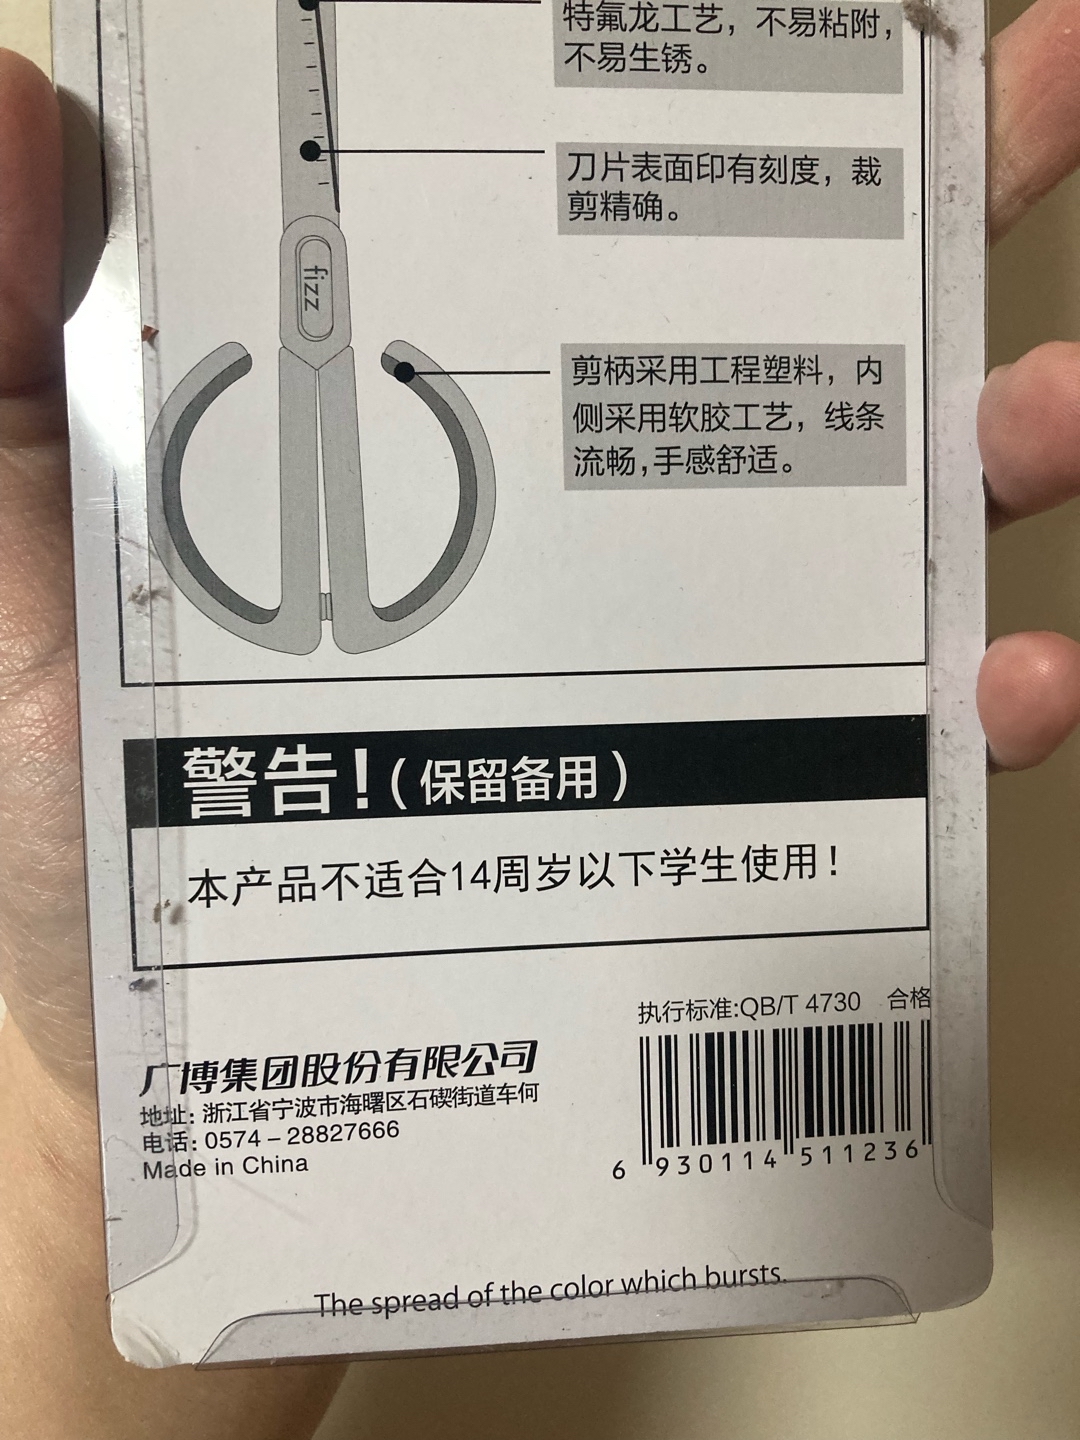 特氟龙工艺，不易粘附，
不易生锈。
刀片表面印有刻度，裁
剪精确。
fizz
剪柄采用工程塑料，内
侧采用软胶工艺，线条
流畅，手感舒适。
警告！（保留备用）
本产品不适合14周岁以下学生使用！
执行标准:QB/T 4730 合格
广博集团股份有限公司
地址: 浙江省宁波市海曙区石碶街道车何
电话: 0574－28827666
Made in China
6 930114 511236
The spread of the color which bursts.